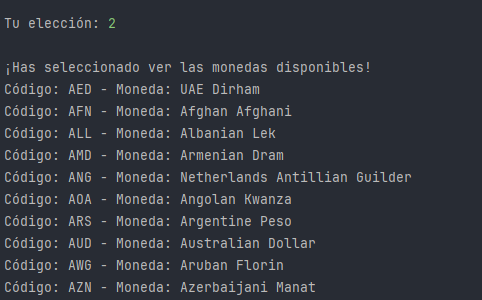 Tu elección: 2
¡Has seleccionado ver las monedas disponibles!
Código: AED - Moneda: UAE Dirham
Código: AFN - Moneda: Afghan Afghani
Código: ALL - Moneda: Albanian Lek
Código: AMD - Moneda: Armenian Dram
Código: ANG - Moneda: Netherlands Antillian Guilder
Código: AOA - Moneda: Angolan Kwanza
Código: ARS - Moneda: Argentine Peso
Código: AUD - Moneda: Australian Dollar
Código: AWG - Moneda: Aruban Florin
Código: AZN - Moneda: Azerbaijani Manat